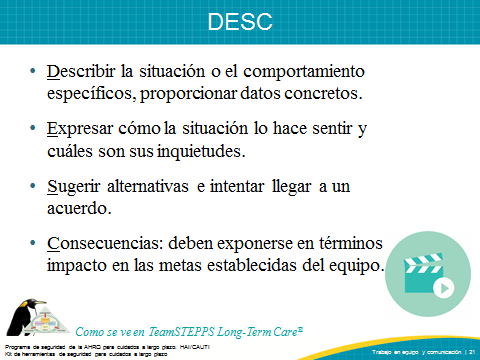 DESC
• Describir la situación o el comportamiento
específicos, proporcionar datos concretos.
• Expresar cómo la situación lo hace sentir y
cuáles son sus inquietudes.
• Sugerir alternativas e intentar llegar a un
acuerdo.
• Consecuencias: deben exponerse en términos
impacto en las metas establecidas del equipo.
Como se ve en TeamSTEPPS Long-Term Care®
Programa de seguridad de la AHRQ para cuidados a largo plazo: HAI/CAUTI
Kit de herramientas de seguridad para cuidados a largo plazo
Trabajo en equipo y comunicación | 21